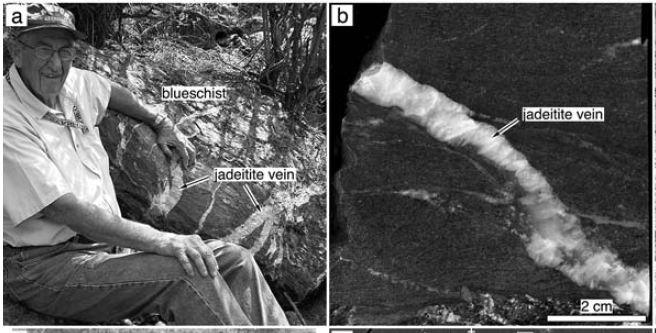 a
blueschist
jadeitite vein
b
jadeitite vein
2 cm